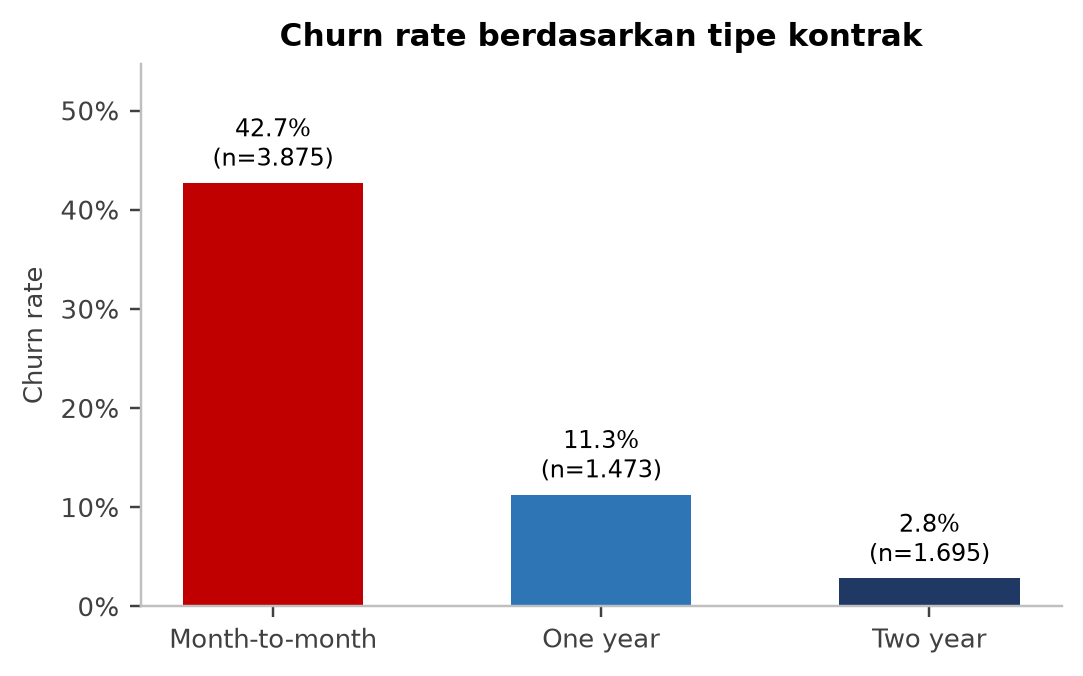 Churn rate berdasarkan tipe kontrak
50%
40%
30%
20%
10%
0%
Churn rate
42.7%
(n=3.875)
11.3%
(n=1.473)
2.8%
(n=1.695)
Month-to-month
One year
Two year